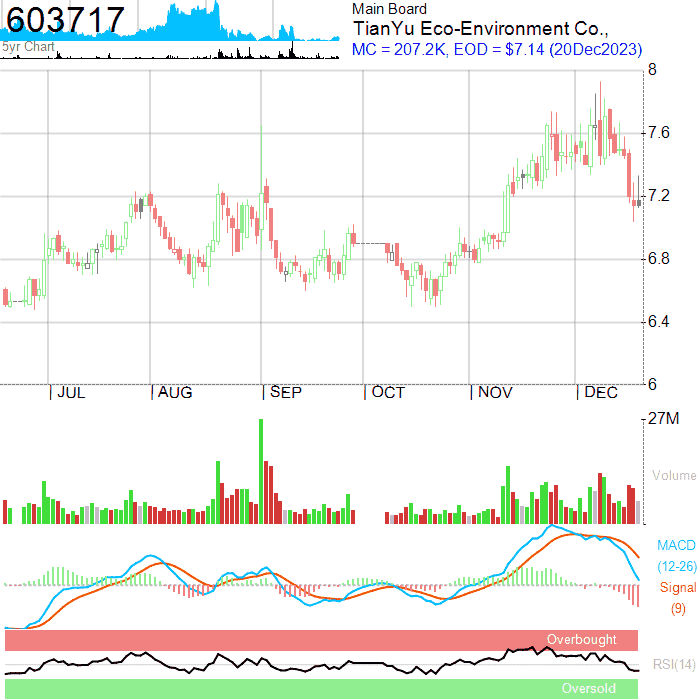 603717
5yr Chart
Main Board
TianYu Eco-Environment Co.,
MC = 207.2K, EOD = $7.14 (20Dec2023)
8
7.6
7.2
6.8
6.4
6
JUL AUG SEP OCT NOV DEC
27M
Volume
MACD
(12-26)
Signal
(9)
Overbought
RSI(14)
Oversold